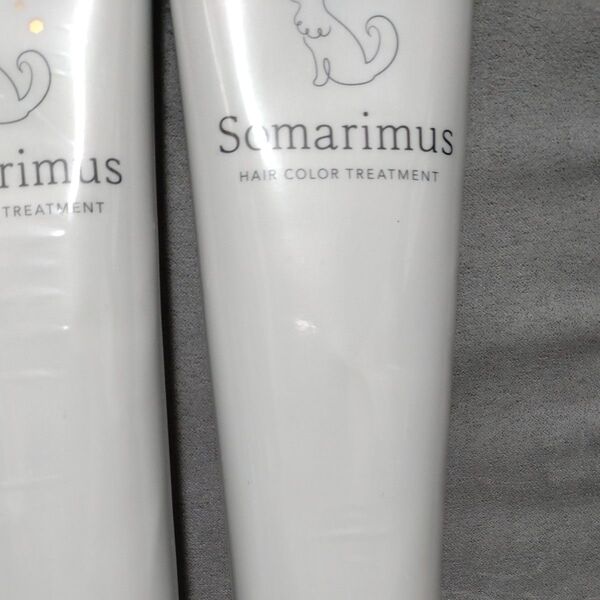 rimus
TREATMENT
Somarimus
HAIR COLOR TREATMENT